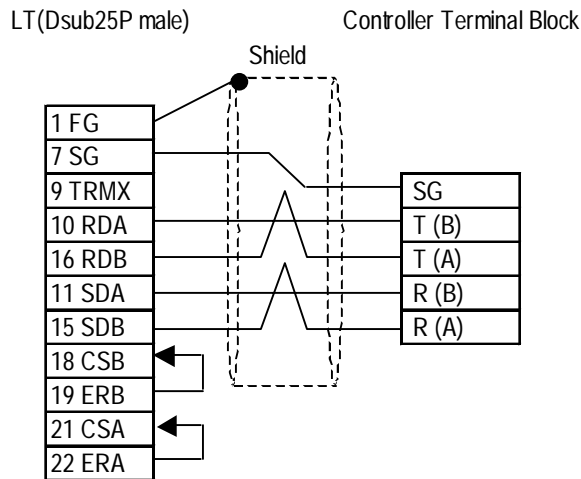 LT(Dsub25P male)
Controller Terminal Block
Shield
1 FG
7 SG
9 TRMX
10 RDA
16 RDB
11 SDA
15 SDB
18 CSB
19 ERB
21 CSA
22 ERA
SG
T (B)
T (A)
R (B)
R (A)